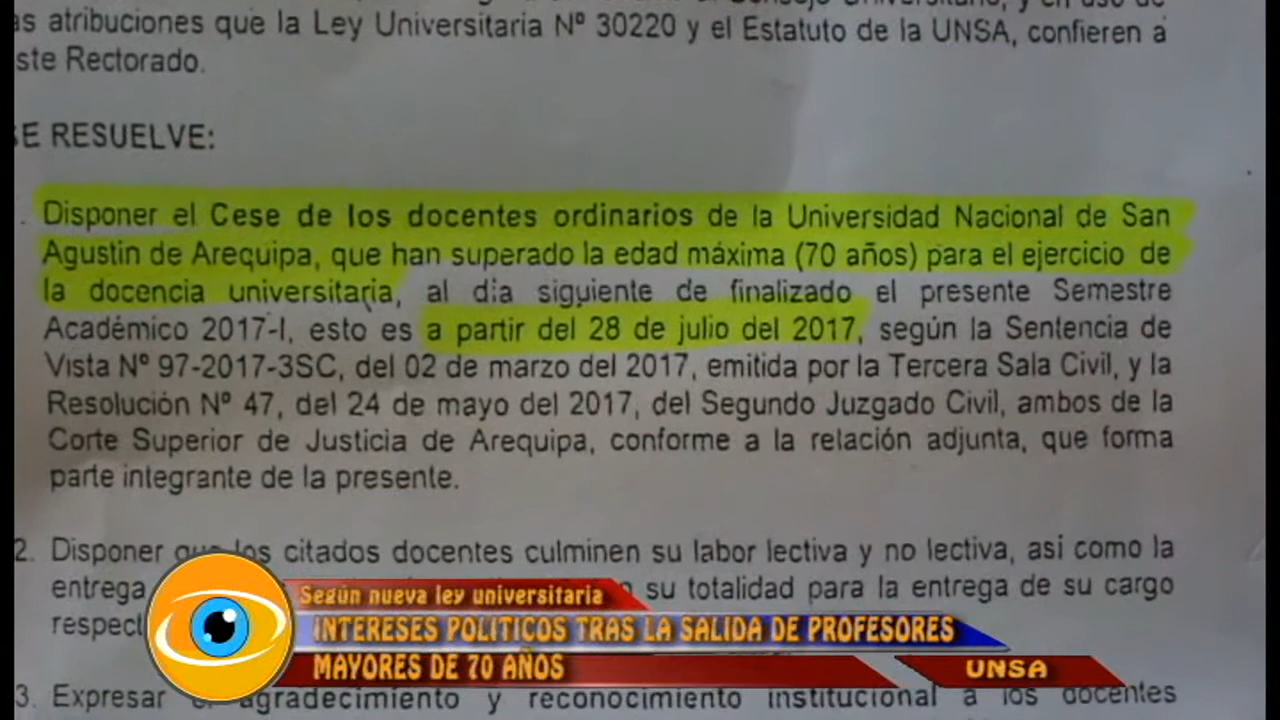 as atribuciones que la Ley Universitaria Nº 30220 y el Estatuto de la UNSA, confieren a
ste Rectorado.
SE RESUELVE:
Disponer el Cese de los docentes ordinarios de la Universidad Nacional de San
Agustin de Arequipa, que han superado la edad máxima (70 años) para el ejercicio de
la docencia universitaria, al día siguiente de finalizado el presente Semestre
Académico 2017-I, esto es a partir del 28 de julio del 2017, según la Sentencia de
Vista Nº 97-2017-3SC, del 02 de marzo del 2017, emitida por la Tercera Sala Civil, y la
Resolución Nº 47, del 24 de mayo del 2017, del Segundo Juzgado Civil, ambos de la
Corte Superior de Justicia de Arequipa, conforme a la relación adjunta, que forma
parte integrante de la presente.
2. Disponer que los citados docentes culminen su labor lectiva y no lectiva, así como la
entrega su totalidad para la entrega de su cargo
respect
Según nueva ley universitaria
INTERESES POLITICOS TRAS LA SALIDA DE PROFESORES
MAYORES DE 70 AÑOS
UNSA
3. Expresar el agradecimiento y reconocimiento institucional a los docentes